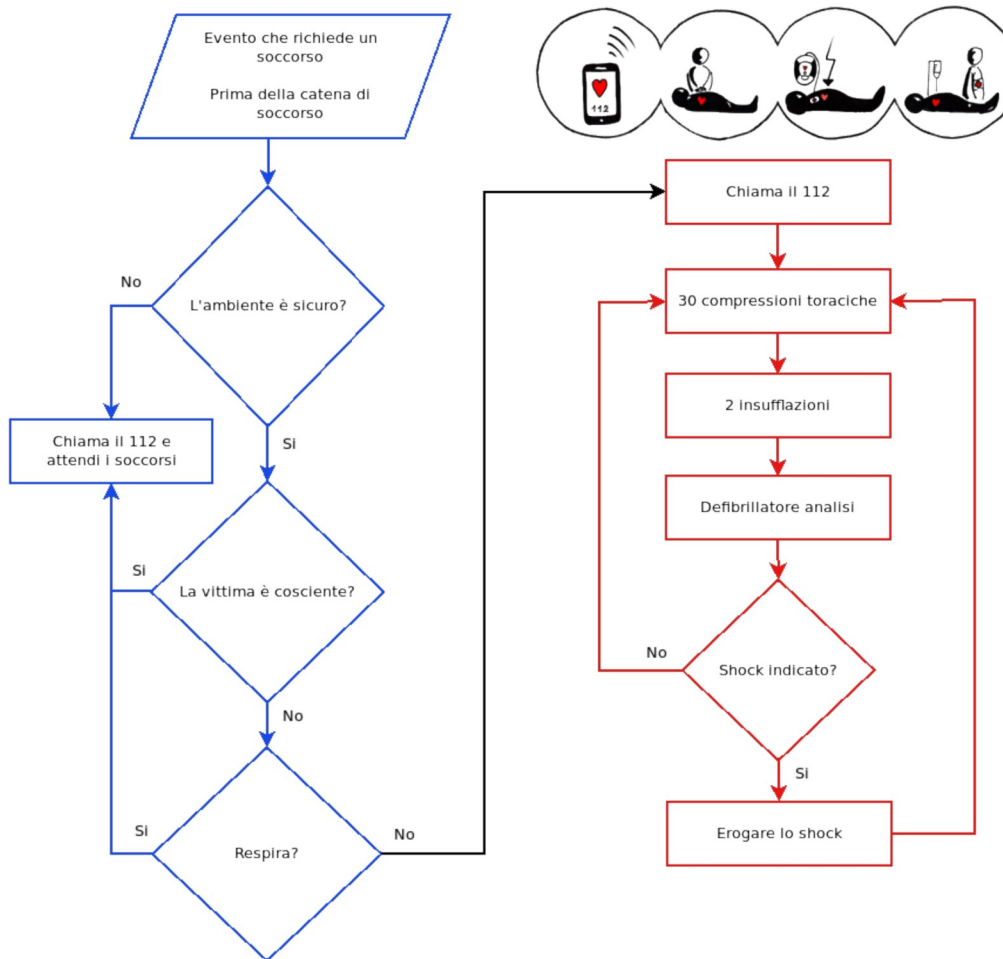 Evento che richiede un
soccorso
Prima della catena di
soccorso
No
L'ambiente è sicuro?
Chiama il 112 e
attendi i soccorsi
Si
Si
La vittima è cosciente?
No
Si
Respira?
No
112
Chiama il 112
30 compressioni toraciche
2 insufflazioni
Defibrillatore analisi
No
Shock indicato?
Si
Erogare lo shock